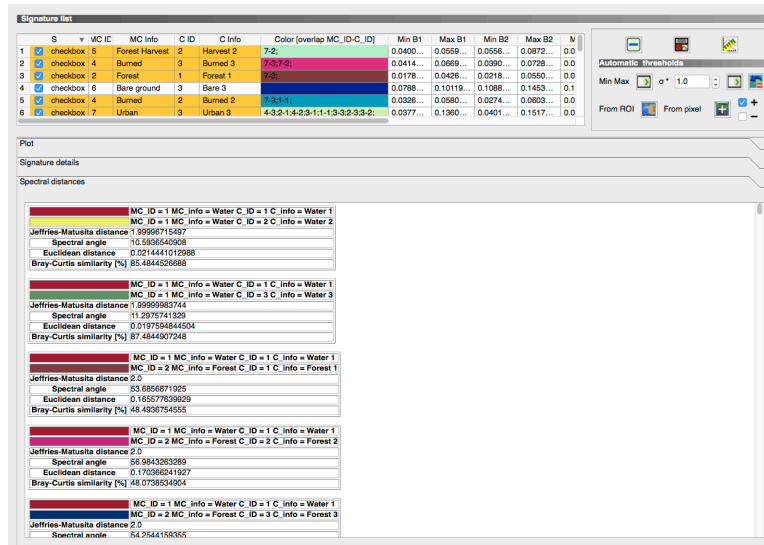 Signature list
S MC ID MC Info C ID C Info Color [overlap MC_ID-C_ID] Min B1 Max B1 Min B2 Max B2 M
1 checkbox 5 Forest Harvest 2 Harvest 2 7-2; 0.0400... 0.0559... 0.0556... 0.0872... 0.0
2 checkbox 4 Burned 3 Burned 3 7-3;7-2; 0.0414... 0.0669... 0.0390... 0.0728... 0.0
3 checkbox 2 Forest 1 Forest 1 7-3; 0.0178... 0.0426... 0.0218... 0.0550... 0.0
4 checkbox 6 Bare ground 3 Bare 3 0.0788... 0.10119... 0.1088... 0.1453... 0.1
5 checkbox 4 Burned 2 Burned 2 7-3;1-1; 0.0326... 0.0580... 0.0274... 0.0603... 0.0
6 checkbox 7 Urban 3 Urban 3 4-3;2-1;4-2;3-1;1-1;3-3;2-3;3-2; 0.0377... 0.1360... 0.0401... 0.1517... 0.0
Automatic thresholds
Min Max σ* 1.0
From ROI From pixel + −
Plot
Signature details
Spectral distances
MC_ID = 1 MC_info = Water C_ID = 1 C_info = Water 1
MC_ID = 1 MC_info = Water C_ID = 2 C_info = Water 2
Jeffries-Matusita distance 1.99996715497
Spectral angle 10.5936540908
Euclidean distance 0.0214441012988
Bray-Curtis similarity [%] 85.4844526688
MC_ID = 1 MC_info = Water C_ID = 1 C_info = Water 1
MC_ID = 1 MC_info = Water C_ID = 3 C_info = Water 3
Jeffries-Matusita distance 1.99999983744
Spectral angle 11.2975741329
Euclidean distance 0.0197594844504
Bray-Curtis similarity [%] 87.4844907248
MC_ID = 1 MC_info = Water C_ID = 1 C_info = Water 1
MC_ID = 2 MC_info = Forest C_ID = 1 C_info = Forest 1
Jeffries-Matusita distance 2.0
Spectral angle 53.6856871925
Euclidean distance 0.165577639929
Bray-Curtis similarity [%] 48.4936754555
MC_ID = 1 MC_info = Water C_ID = 1 C_info = Water 1
MC_ID = 2 MC_info = Forest C_ID = 2 C_info = Forest 2
Jeffries-Matusita distance 2.0
Spectral angle 56.9843263289
Euclidean distance 0.170366241927
Bray-Curtis similarity [%] 48.0738534904
MC_ID = 1 MC_info = Water C_ID = 1 C_info = Water 1
MC_ID = 2 MC_info = Forest C_ID = 3 C_info = Forest 3
Jeffries-Matusita distance 2.0
Spectral angle 54.2544159355